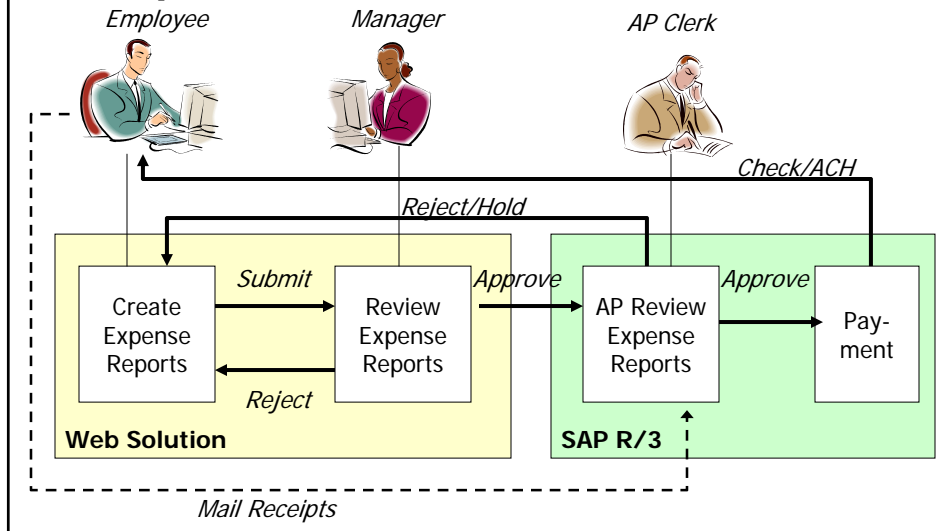 Employee
Manager
AP Clerk
Check/ACH
Reject/Hold
Submit
Approve
Approve
Create
Expense
Reports
Review
Expense
Reports
AP Review
Expense
Reports
Pay-
ment
Reject
Web Solution
SAP R/3
Mail Receipts